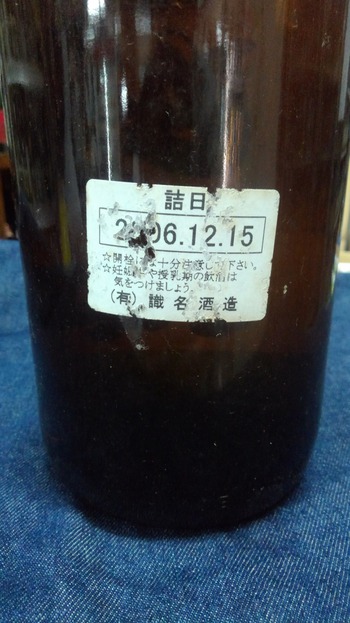 詰日
2006.12.15
☆開栓は十分注意して下さい。
☆妊娠中や授乳期の飲酒は
気をつけましょう。
(有) 識名酒造